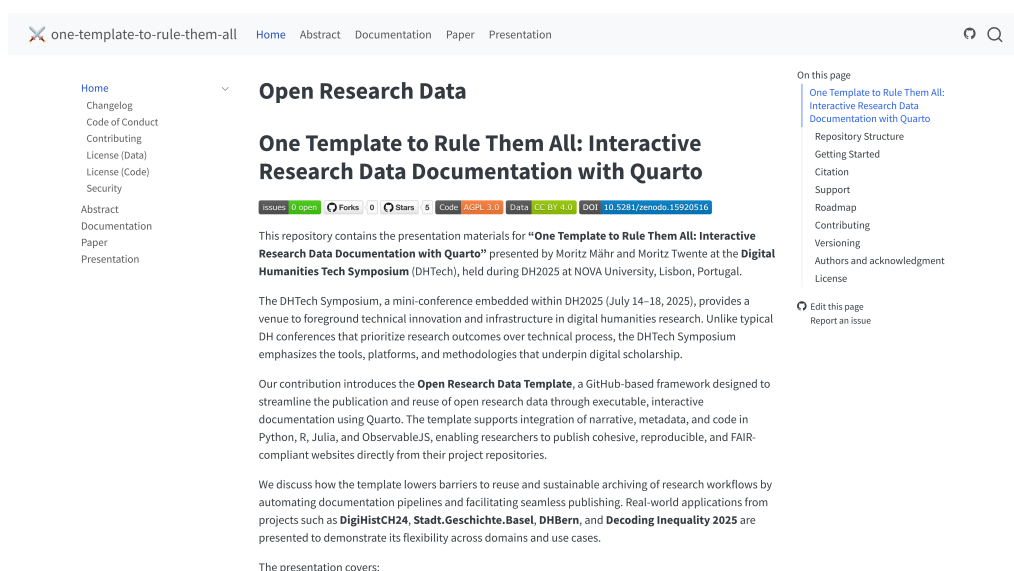 one-template-to-rule-them-all Home Abstract Documentation Paper Presentation
Home
Changelog
Code of Conduct
Contributing
License (Data)
License (Code)
Security
Abstract
Documentation
Paper
Presentation
Open Research Data
One Template to Rule Them All: Interactive
Research Data Documentation with Quarto
issues 0 open Forks 0 Stars 5 Code AGPL 3.0 Data CC BY 4.0 DOI 10.5281/zenodo.15920516
This repository contains the presentation materials for “One Template to Rule Them All: Interactive
Research Data Documentation with Quarto” presented by Moritz Mähr and Moritz Twente at the Digital
Humanities Tech Symposium (DHTech), held during DH2025 at NOVA University, Lisbon, Portugal.
The DHTech Symposium, a mini-conference embedded within DH2025 (July 14–18, 2025), provides a
venue to foreground technical innovation and infrastructure in digital humanities research. Unlike typical
DH conferences that prioritize research outcomes over technical process, the DHTech Symposium
emphasizes the tools, platforms, and methodologies that underpin digital scholarship.
Our contribution introduces the Open Research Data Template, a GitHub-based framework designed to
streamline the publication and reuse of open research data through executable, interactive
documentation using Quarto. The template supports integration of narrative, metadata, and code in
Python, R, Julia, and ObservableJS, enabling researchers to publish cohesive, reproducible, and FAIR-
compliant websites directly from their project repositories.
We discuss how the template lowers barriers to reuse and sustainable archiving of research workflows by
automating documentation pipelines and facilitating seamless publishing. Real-world applications from
projects such as DigiHistCH24, Stadt.Geschichte.Basel, DHBern, and Decoding Inequality 2025 are
presented to demonstrate its flexibility across domains and use cases.
The presentation covers:
On this page
One Template to Rule Them All:
Interactive Research Data
Documentation with Quarto
Repository Structure
Getting Started
Citation
Support
Roadmap
Contributing
Versioning
Authors and acknowledgment
License
Edit this page
Report an issue